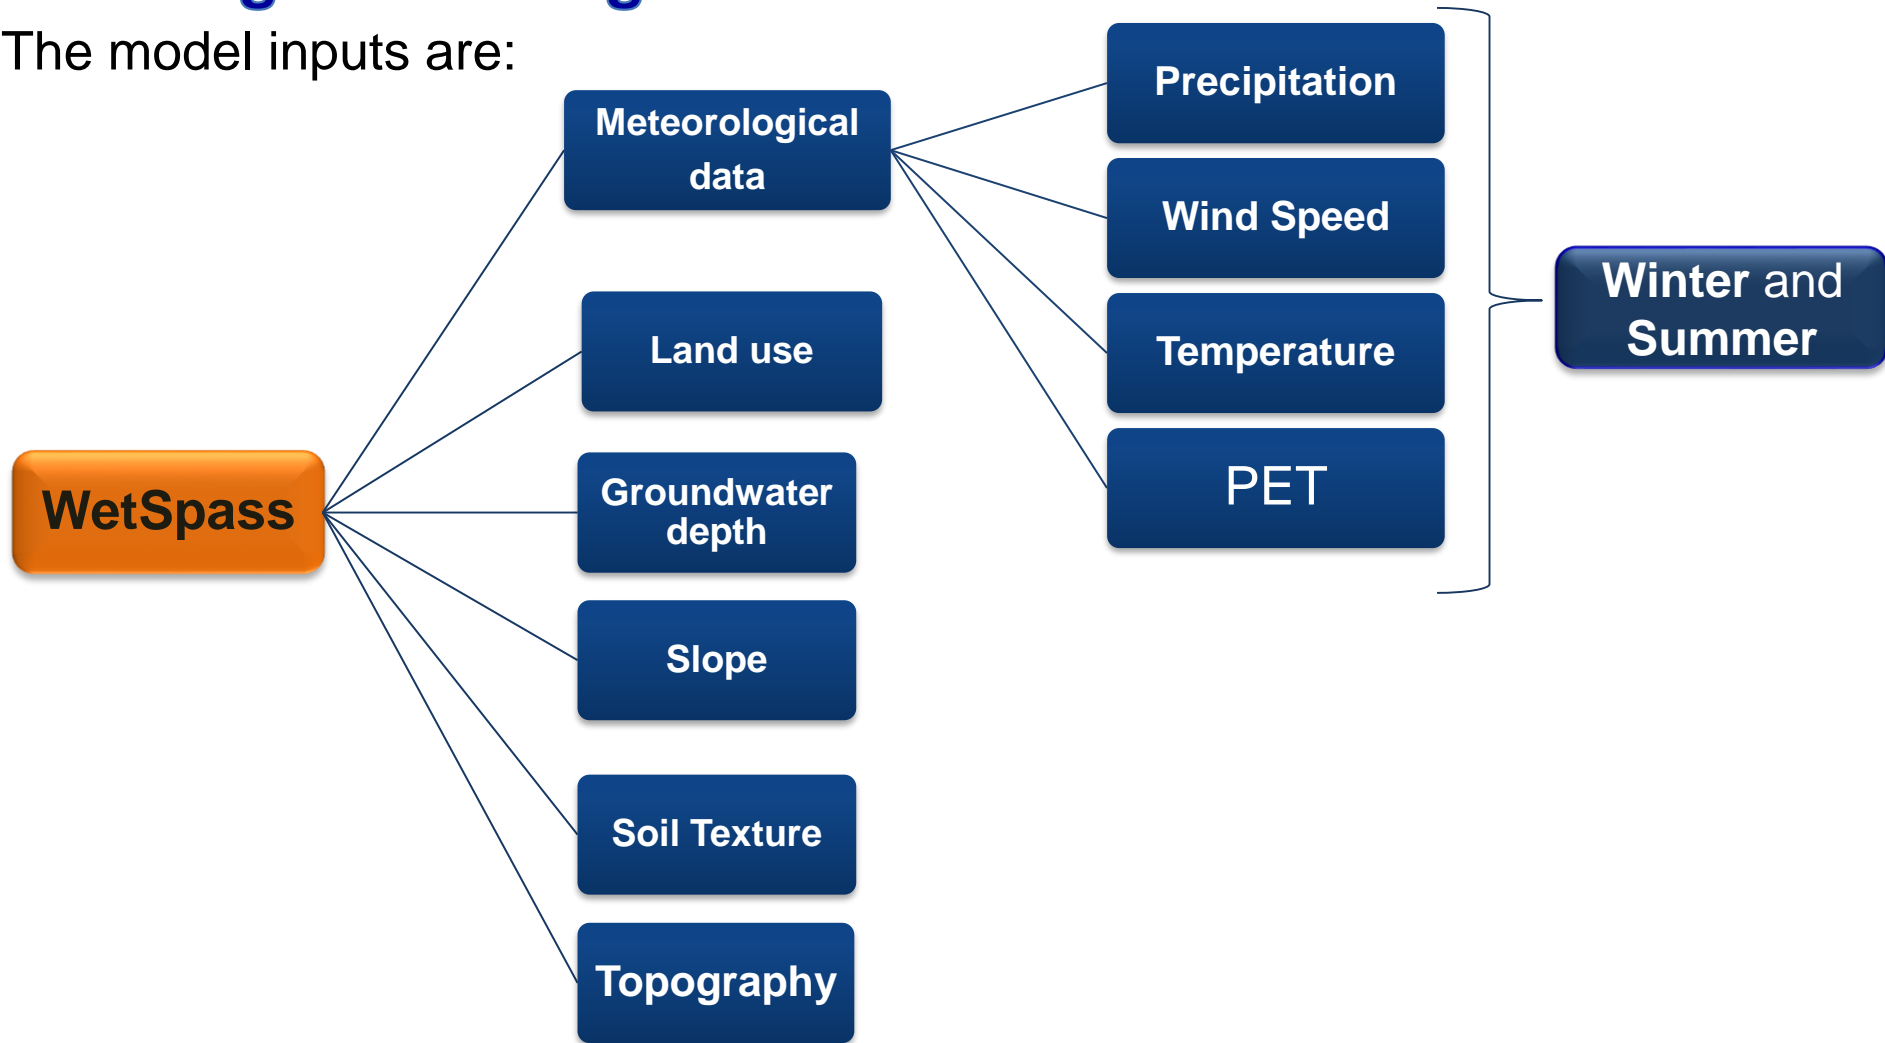 The model inputs are:
Meteorological
data
Land use
Groundwater
depth
Slope
Soil Texture
Topography
WetSpass
Precipitation
Wind Speed
Temperature
PET
Winter and
Summer